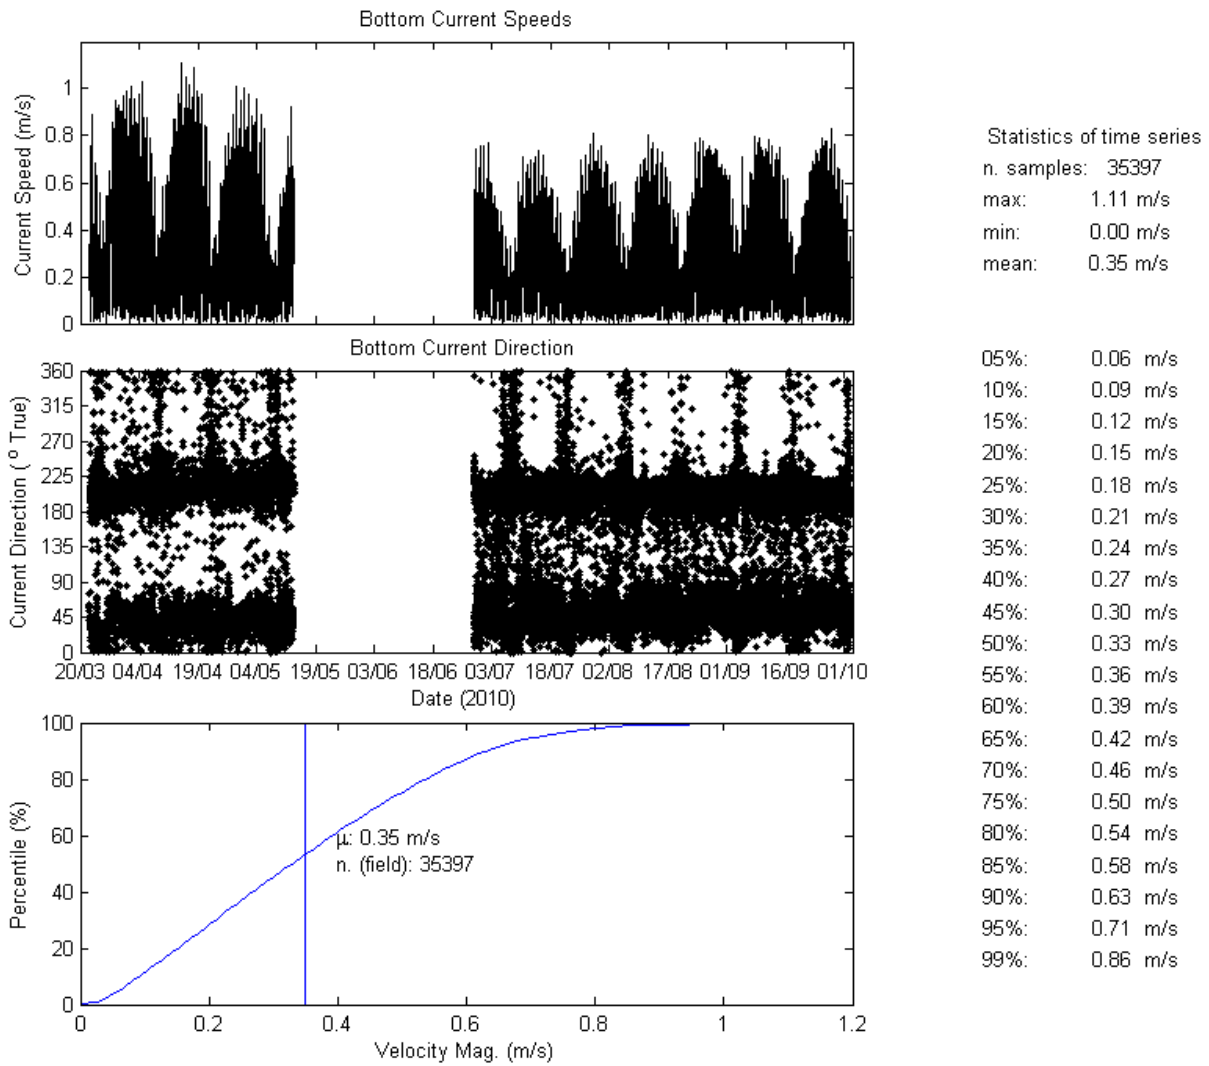 Bottom Current Speeds
Current Speed (m/s)
1
0.8
0.6
0.4
0.2
0
Bottom Current Direction
Current Direction ( ° True)
360
315
270
225
180
135
90
45
0
20/03 04/04 19/04 04/05 19/05 03/06 18/06 03/07 18/07 02/08 17/08 01/09 16/09 01/10
Date (2010)
Percentile (%)
100
80
60
40
20
0
μ: 0.35 m/s
n. (field): 35397
0 0.2 0.4 0.6 0.8 1 1.2
Velocity Mag. (m/s)
Statistics of time series
n. samples: 35397
max: 1.11 m/s
min: 0.00 m/s
mean: 0.35 m/s
05%: 0.06 m/s
10%: 0.09 m/s
15%: 0.12 m/s
20%: 0.15 m/s
25%: 0.18 m/s
30%: 0.21 m/s
35%: 0.24 m/s
40%: 0.27 m/s
45%: 0.30 m/s
50%: 0.33 m/s
55%: 0.36 m/s
60%: 0.39 m/s
65%: 0.42 m/s
70%: 0.46 m/s
75%: 0.50 m/s
80%: 0.54 m/s
85%: 0.58 m/s
90%: 0.63 m/s
95%: 0.71 m/s
99%: 0.86 m/s